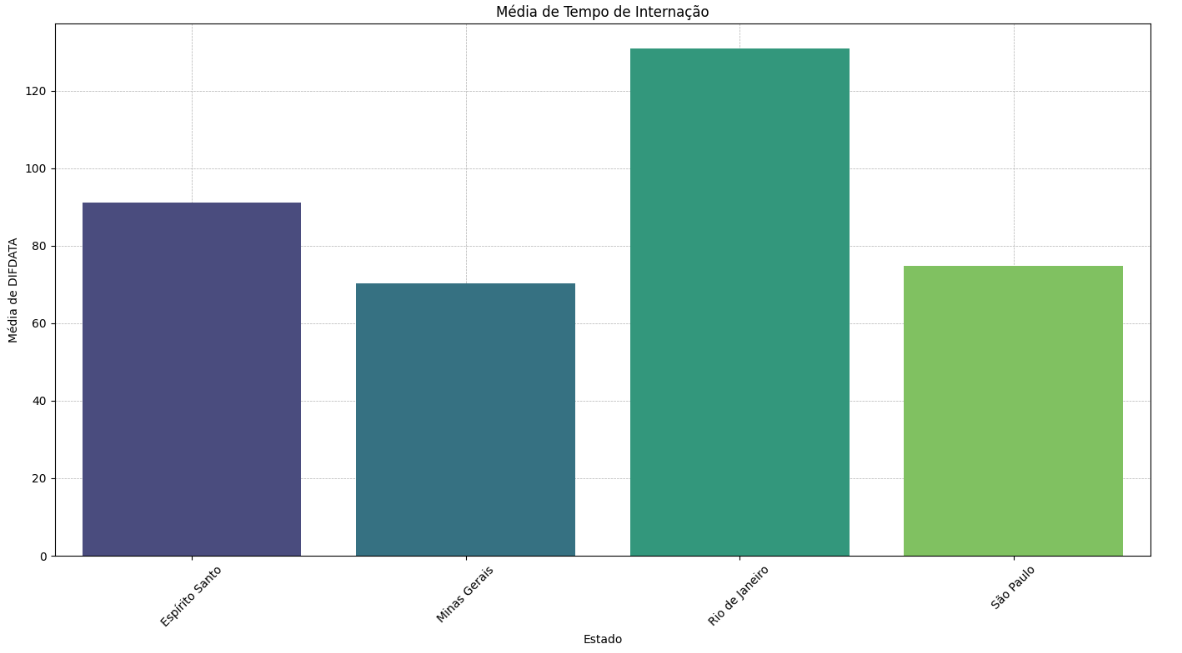 Média de Tempo de Internação
Média de DIFDATA
120
100
80
60
40
20
0
Espírito Santo
Minas Gerais
Rio de Janeiro
São Paulo
Estado